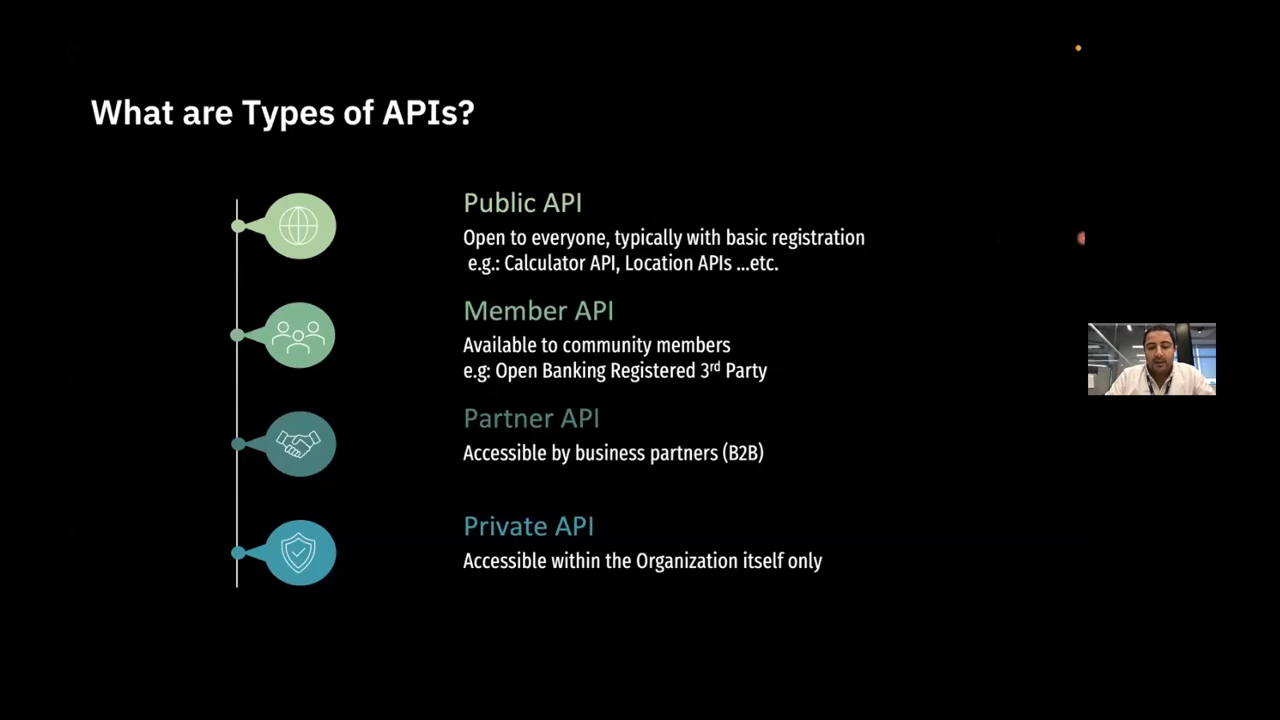 What are Types of APIs?
Public API
Open to everyone, typically with basic registration
e.g.: Calculator API, Location APIs ...etc.
Member API
Available to community members
e.g: Open Banking Registered 3rd Party
Partner API
Accessible by business partners (B2B)
Private API
Accessible within the Organization itself only